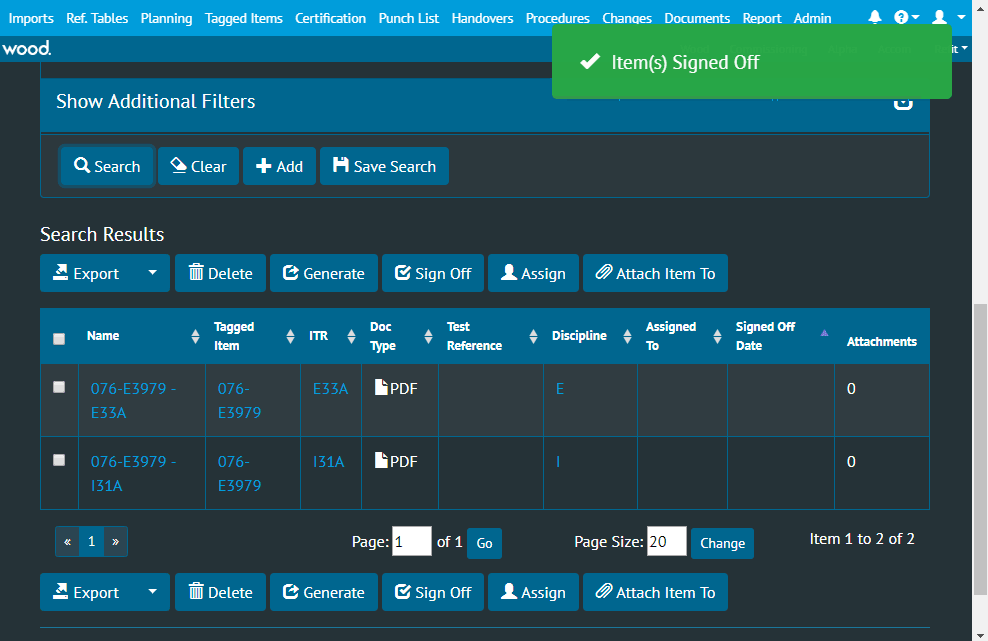 Imports Ref. Tables Planning Tagged Items Certification Punch List Handovers Procedures Changes Documents Report Admin
wood.
Item(s) Signed Off
Show Additional Filters
Search Clear Add Save Search
Search Results
Export Delete Generate Sign Off Assign Attach Item To
Name Tagged Item ITR Doc Type Test Reference Discipline Assigned To Signed Off Date Attachments
076-E3979 - 076- E33A PDF E 0
E33A E3979
076-E3979 - 076- I31A PDF I 0
I31A E3979
« 1 » Page: 1 of 1 Go Page Size: 20 Change Item 1 to 2 of 2
Export Delete Generate Sign Off Assign Attach Item To